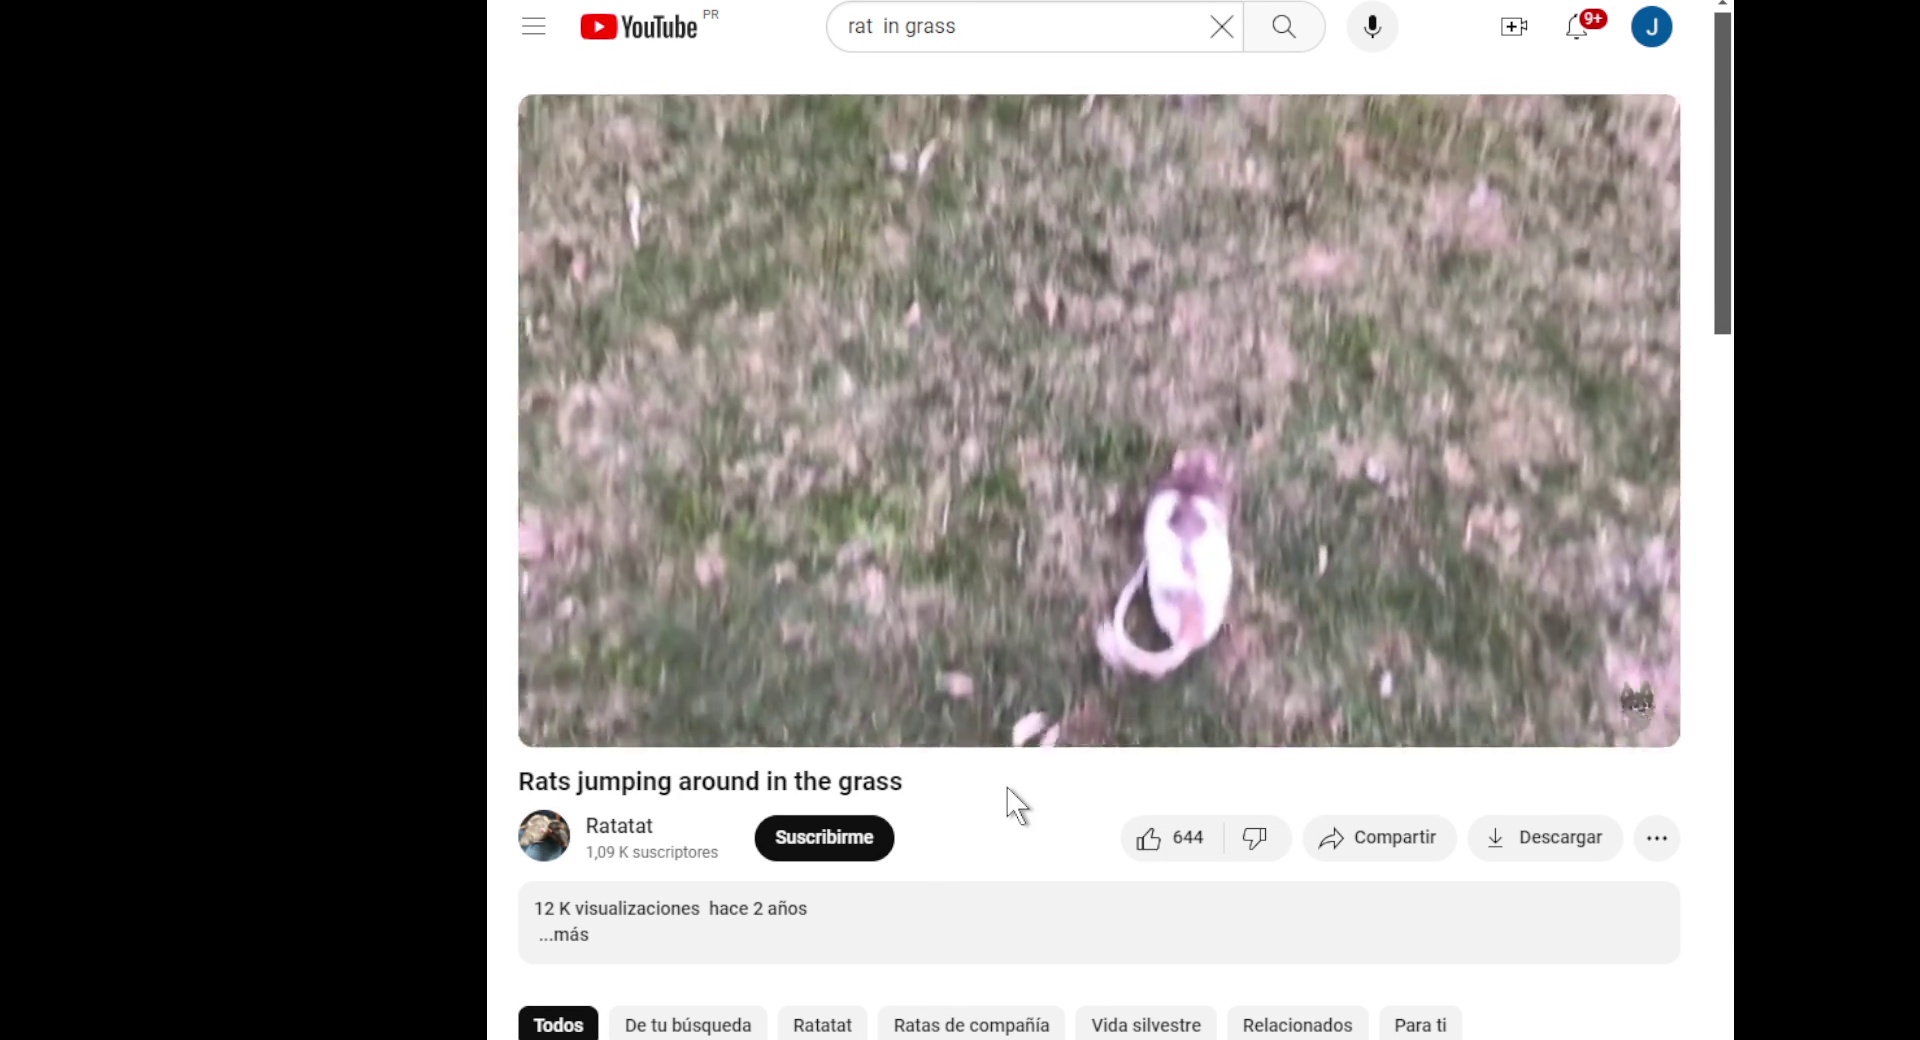 YouTube PR
rat in grass
9+
J
Rats jumping around in the grass
Ratatat
1,09 K suscriptores
Suscribirme
644
Compartir
Descargar
12 K visualizaciones hace 2 años
...más
Todos De tu búsqueda Ratatat Ratas de compañía Vida silvestre Relacionados Para ti